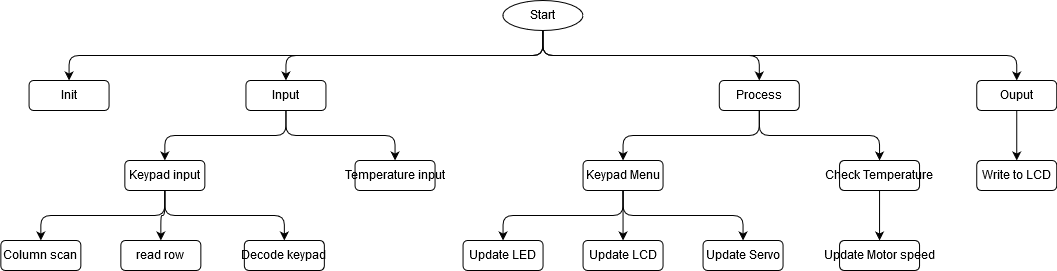 Start
Init
Input
Process
Ouput
Keypad input
Temperature input
Keypad Menu
Check Temperature
Write to LCD
Column scan
read row
Decode keypad
Update LED
Update LCD
Update Servo
Update Motor speed